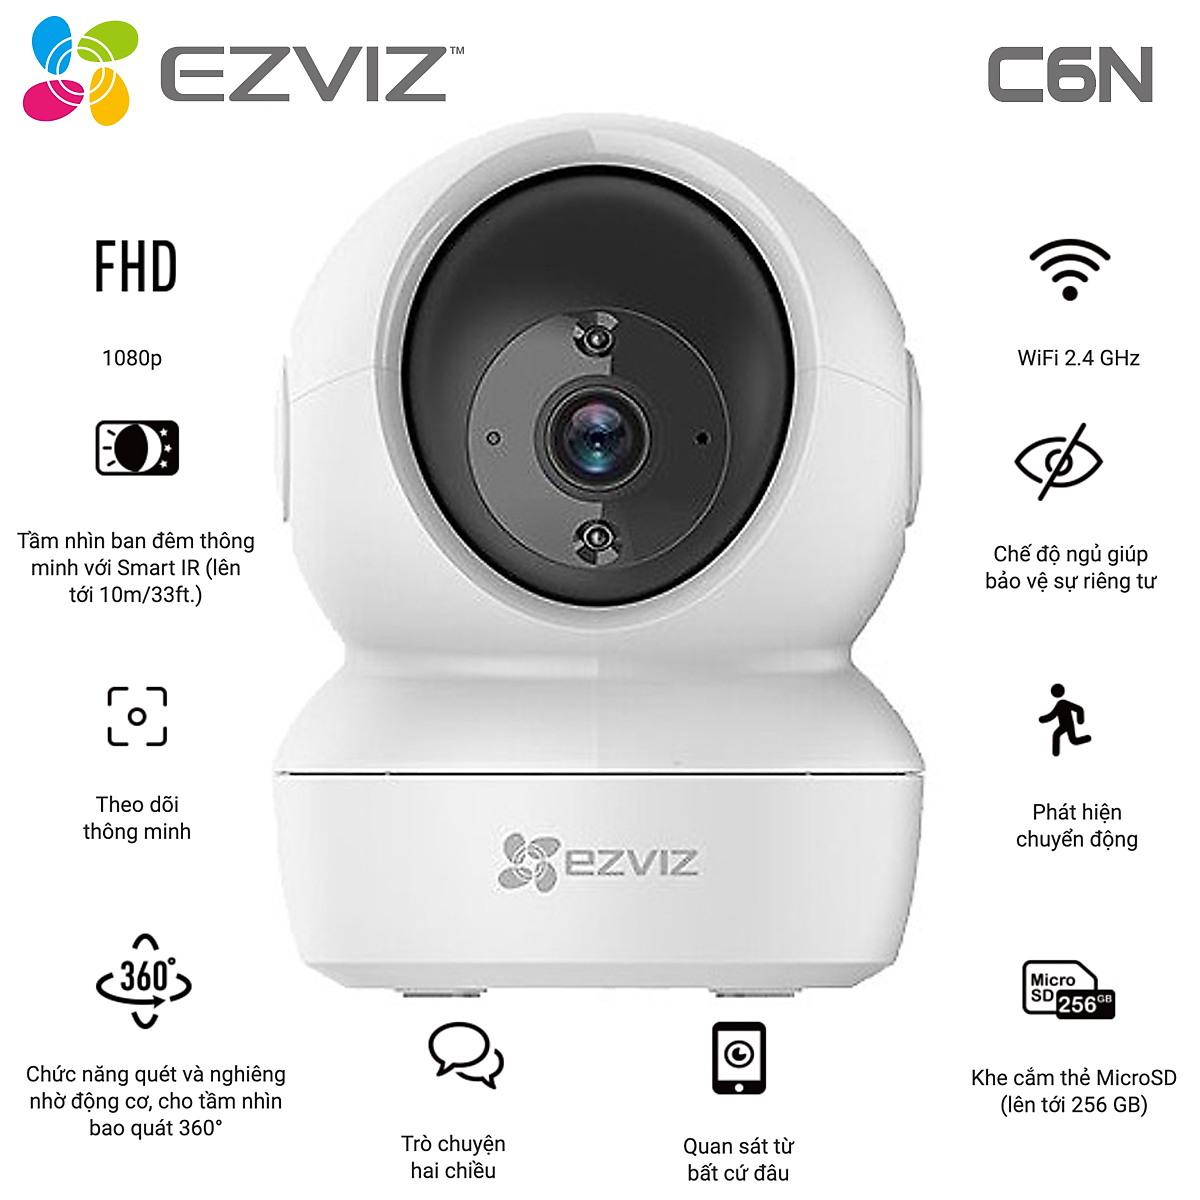 EZVIZ™
C6N
FHD
1080p
WiFi 2.4 GHz
Tầm nhìn ban đêm thông
minh với Smart IR (lên
tới 10m/33ft.)
Chế độ ngủ giúp
bảo vệ sự riêng tư
Theo dõi
thông minh
Phát hiện
chuyển động
EZVIZ
360°
Chức năng quét và nghiêng
nhờ động cơ, cho tầm nhìn
bao quát 360°
Micro
SD
256GB
Khe cắm thẻ MicroSD
(lên tới 256 GB)
Trò chuyện
hai chiều
Quan sát từ
bất cứ đâu